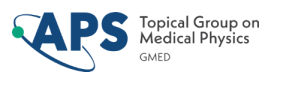 APS
Topical Group on
Medical Physics
GMED